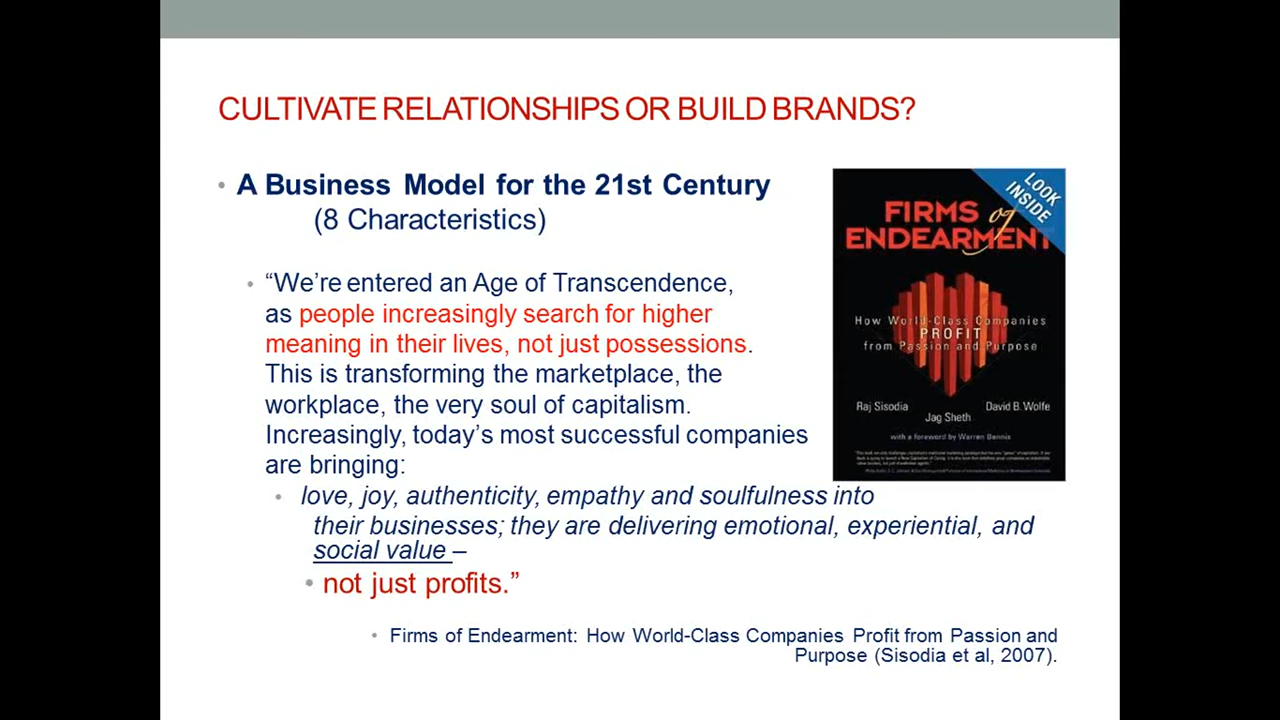 CULTIVATE RELATIONSHIPS OR BUILD BRANDS?
• A Business Model for the 21st Century
(8 Characteristics)
• “We’re entered an Age of Transcendence,
as people increasingly search for higher
meaning in their lives, not just possessions.
This is transforming the marketplace, the
workplace, the very soul of capitalism.
Increasingly, today’s most successful companies
are bringing:
• love, joy, authenticity, empathy and soulfulness into
their businesses; they are delivering emotional, experiential, and
social value –
• not just profits.”
• Firms of Endearment: How World-Class Companies Profit from Passion and
Purpose (Sisodia et al, 2007).
LOOK
INSIDE
FIRMS of
ENDEARMENT
How World-Class Companies
PROFIT
from Passion and Purpose
Raj Sisodia
Jag Sheth
David B. Wolfe
with a foreword by Warren Bennis